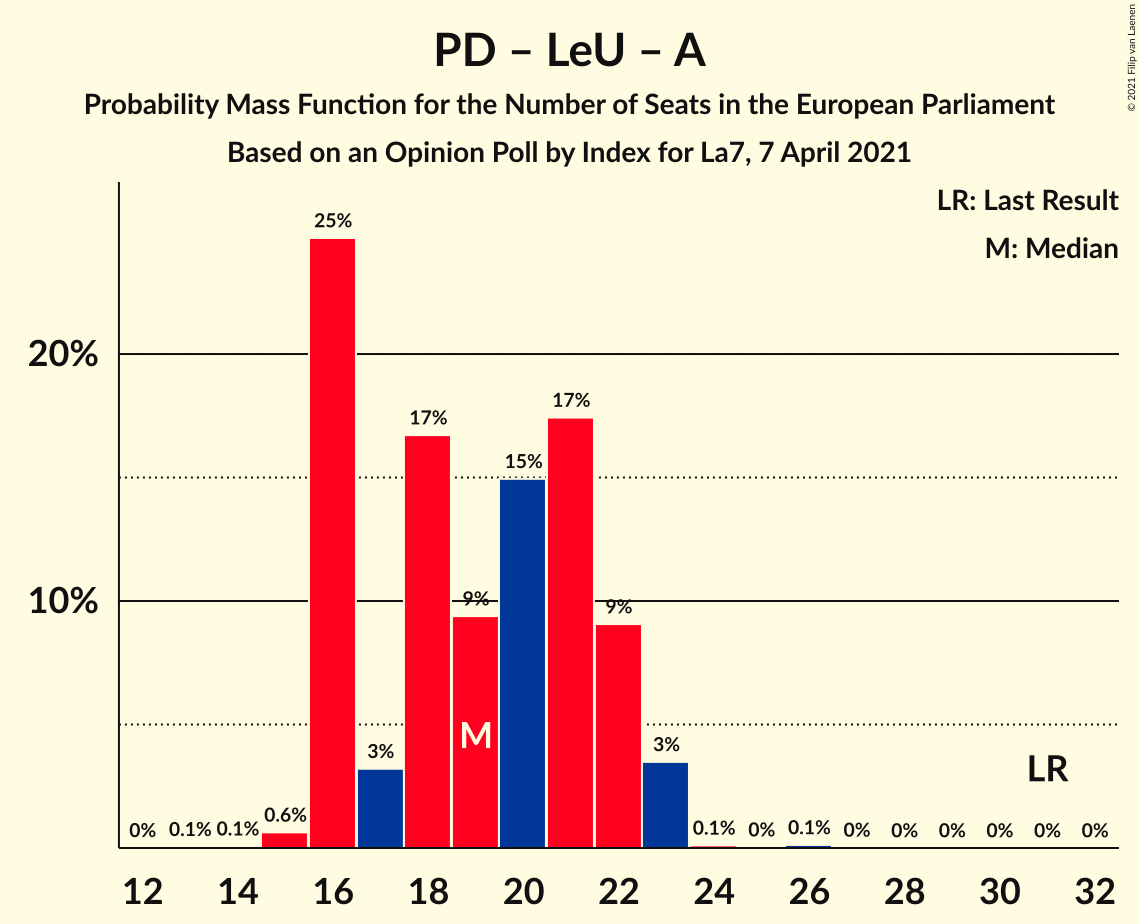 PD – LeU – A
Probability Mass Function for the Number of Seats in the European Parliament
Based on an Opinion Poll by Index for La7, 7 April 2021
© 2021 Filip van Laenen
LR: Last Result
M: Median
20%
10%
0% 0.1% 0.1% 0.6% 25% 3% 17% 9% 15% 17% 9% 3% 0.1% 0% 0.1% 0% 0% 0% 0% 0% 0%
M
LR
12 14 16 18 20 22 24 26 28 30 32